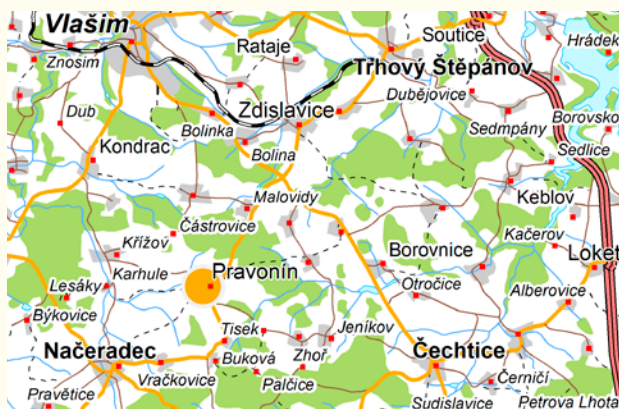 Vlašim
Soutice
Hrádek
Rataje
Znosim
Trhový Štěpánov
Dubějovice
Dub
Zdislavice
Borovsko
Sedmpány
Bolinka
Kondrac
Bolina
Sedlice
Malovidy
Keblov
Částrovice
Křížov
Kačerov
Borovnice
Loket
Karhule
Pravonín
Lesáky
Otročice
Alberovice
Býkovice
Tisek
Jeníkov
Načeradec
Zhoř
Čechtice
Buková
Vračkovice
Palčice
Černičí
Pravětice
Sudislavice
Petrova Lhota